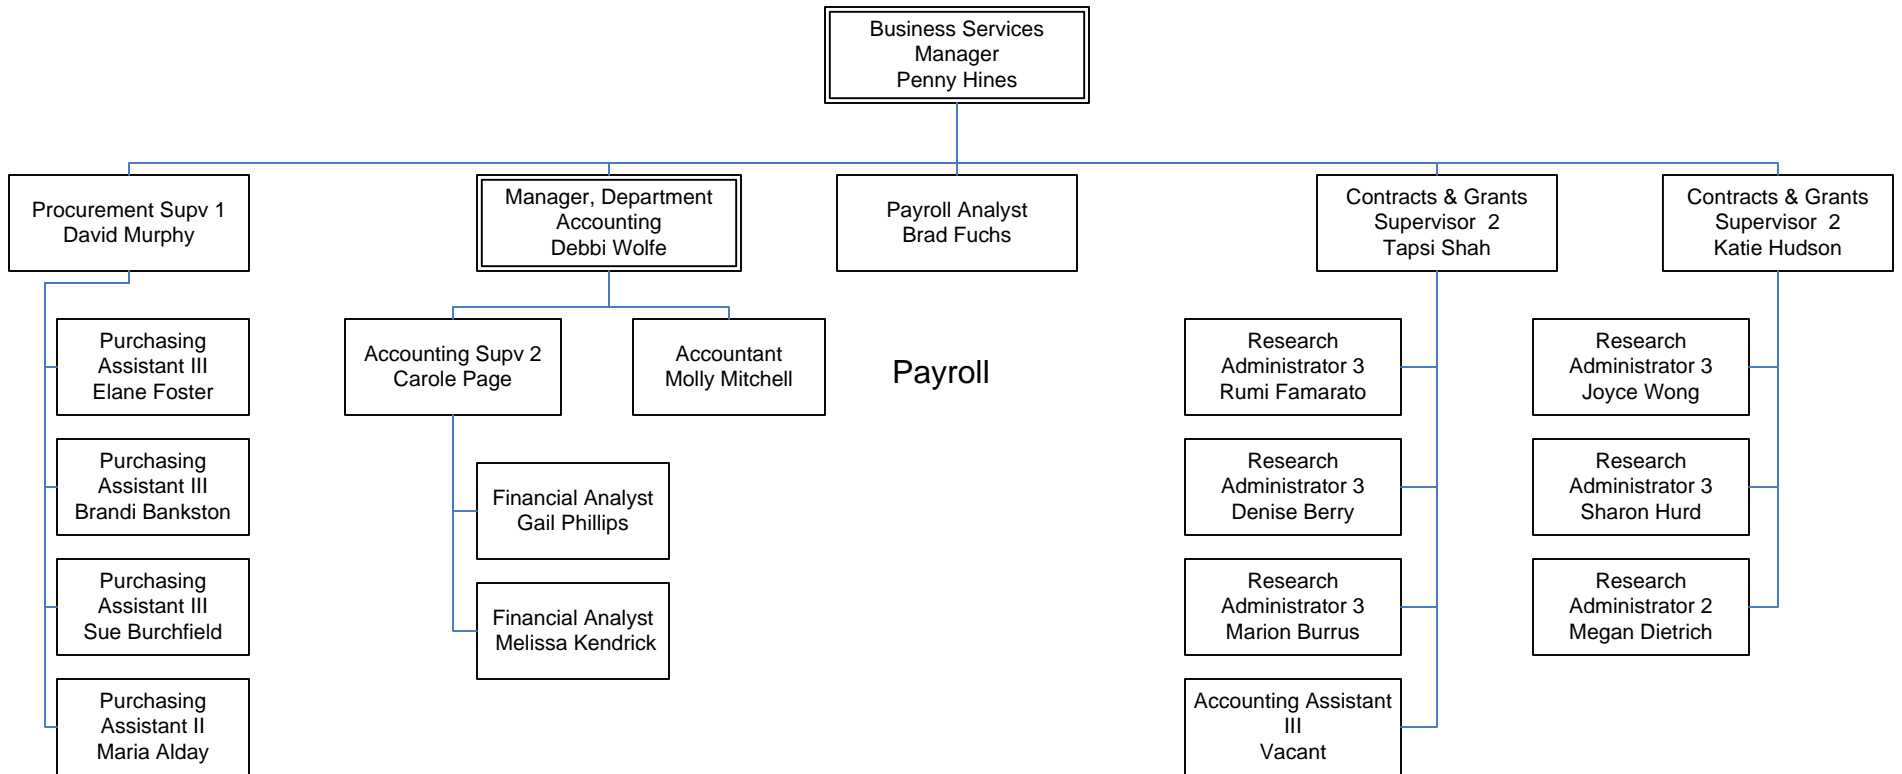 Business Services
Manager
Penny Hines
Procurement Supv 1
David Murphy
Manager, Department
Accounting
Debbi Wolfe
Payroll Analyst
Brad Fuchs
Contracts & Grants
Supervisor 2
Tapsi Shah
Contracts & Grants
Supervisor 2
Katie Hudson
Purchasing
Assistant III
Elane Foster
Purchasing
Assistant III
Brandi Bankston
Purchasing
Assistant III
Sue Burchfield
Purchasing
Assistant II
Maria Alday
Accounting Supv 2
Carole Page
Accountant
Molly Mitchell
Financial Analyst
Gail Phillips
Financial Analyst
Melissa Kendrick
Payroll
Research
Administrator 3
Rumi Famarato
Research
Administrator 3
Denise Berry
Research
Administrator 3
Marion Burrus
Accounting Assistant
III
Vacant
Research
Administrator 3
Joyce Wong
Research
Administrator 3
Sharon Hurd
Research
Administrator 2
Megan Dietrich